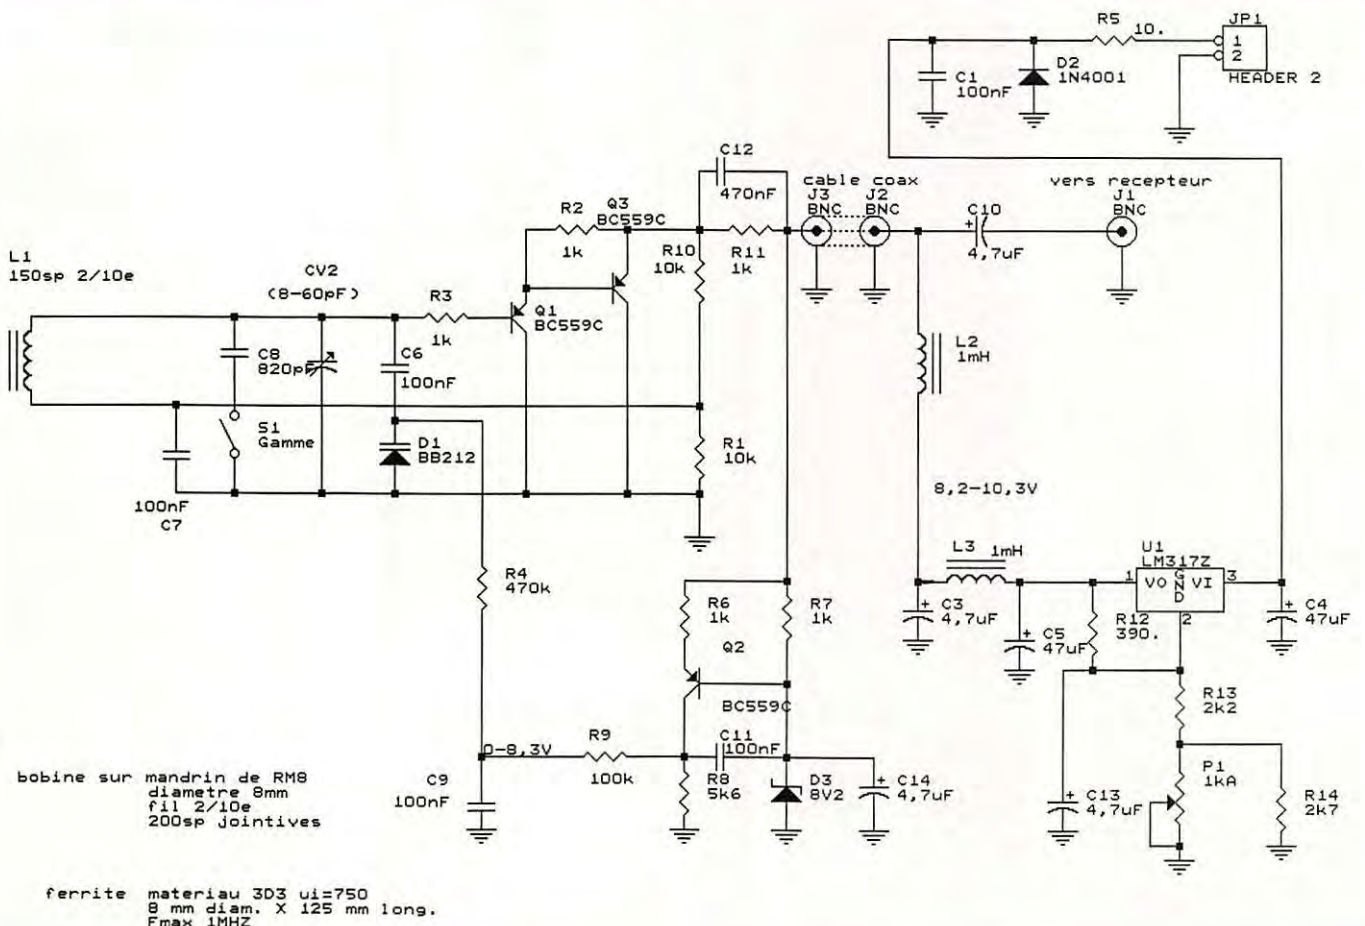 R5
10.
JP1
1
2
HEADER 2
D2
1N4001
C1
100nF
C12
470nF
cable coax
J3
BNC
J2
BNC
vers recepteur
J1
BNC
C10
+
4,7uF
R2
1k
Q3
BC559C
R10
10k
R11
1k
L1
150sp 2/10e
CV2
(8-60pF)
R3
1k
Q1
BC559C
C8
820pF
C6
100nF
L2
1mH
S1
Gamme
D1
BB212
R1
10k
100nF
C7
8,2-10,3V
L3 1mH
U1
LM317Z
1
VO
GND
VI
3
2
R4
470k
R6
1k
R7
1k
+
C3
4,7uF
+
C5
47uF
R12
390.
+
C4
47uF
Q2
BC559C
R13
2k2
0-8,3V
R9
100k
C11
100nF
C9
100nF
R8
5k6
D3
8V2
+
C14
4,7uF
+
C13
4,7uF
P1
1kA
R14
2k7
bobine sur mandrin de RM8
diametre 8mm
fil 2/10e
200sp jointives
ferrite materiau 3D3 ui=750
8 mm diam. X 125 mm long.
Fmax 1MHZ